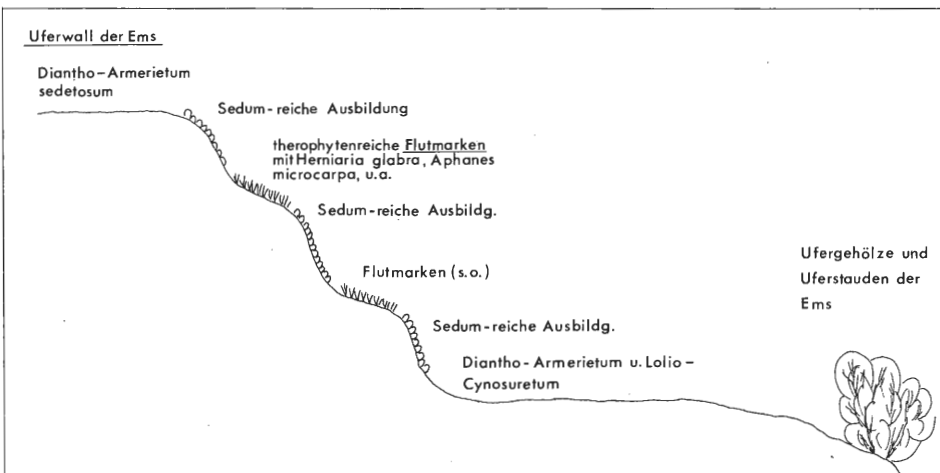 Uferwall der Ems
Diantho-Armerietum
sedetosum
Sedum-reiche Ausbildung
therophytenreiche Flutmarken
mit Herniaria glabra, Aphanes
microcarpa, u.a.
Sedum-reiche Ausbildg.
Flutmarken (s.o.)
Ufergehölze und
Uferstauden der
Ems
Sedum-reiche Ausbildg.
Diantho-Armerietum u. Lolio-
Cynosuretum